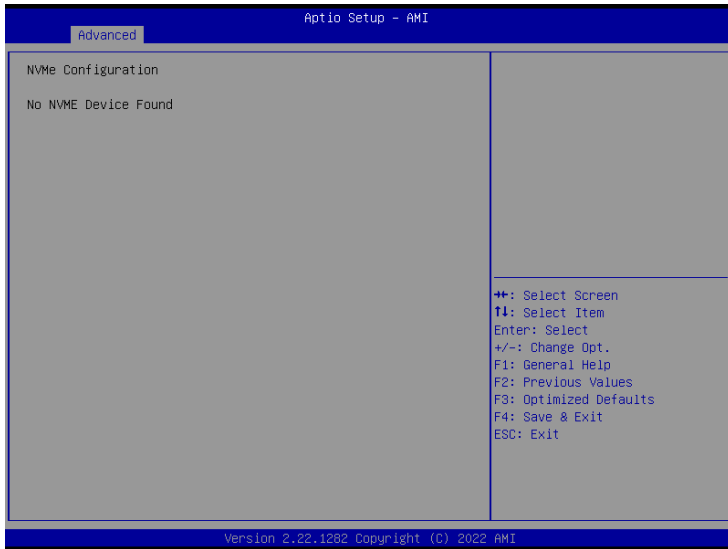 Aptio Setup – AMI
Advanced
NVMe Configuration
No NVME Device Found
→←: Select Screen
↑↓: Select Item
Enter: Select
+/-: Change Opt.
F1: General Help
F2: Previous Values
F3: Optimized Defaults
F4: Save & Exit
ESC: Exit
Version 2.22.1282 Copyright (C) 2022 AMI